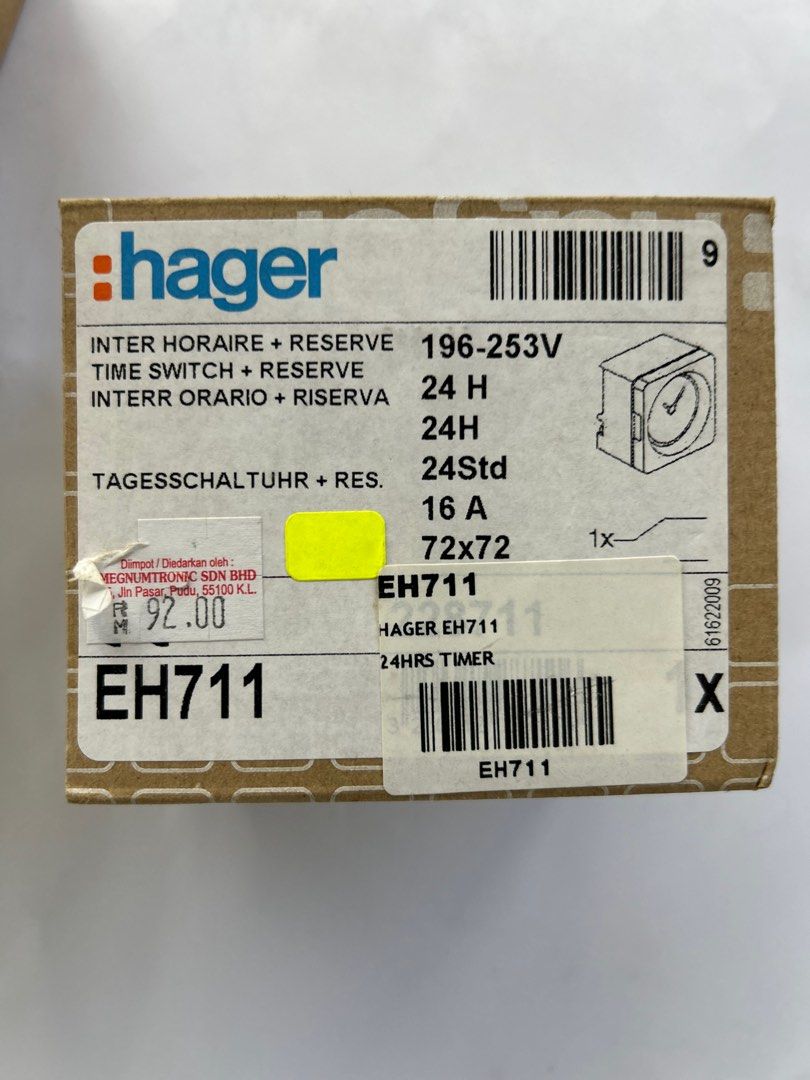 :hager
9
INTER HORAIRE + RESERVE
TIME SWITCH + RESERVE
INTERR ORARIO + RISERVA
TAGESSCHALTUHR + RES.
196-253V
24 H
24H
24Std
16 A
72x72
1x
Diimpot / Diedarkan oleh :
MEGNUMTRONIC SDN BHD
Jln Pasar, Pudu, 55100 K.L.
RM 92.00
EH711
EH711
HAGER EH711
24HRS TIMER
EH711
61622009
1X